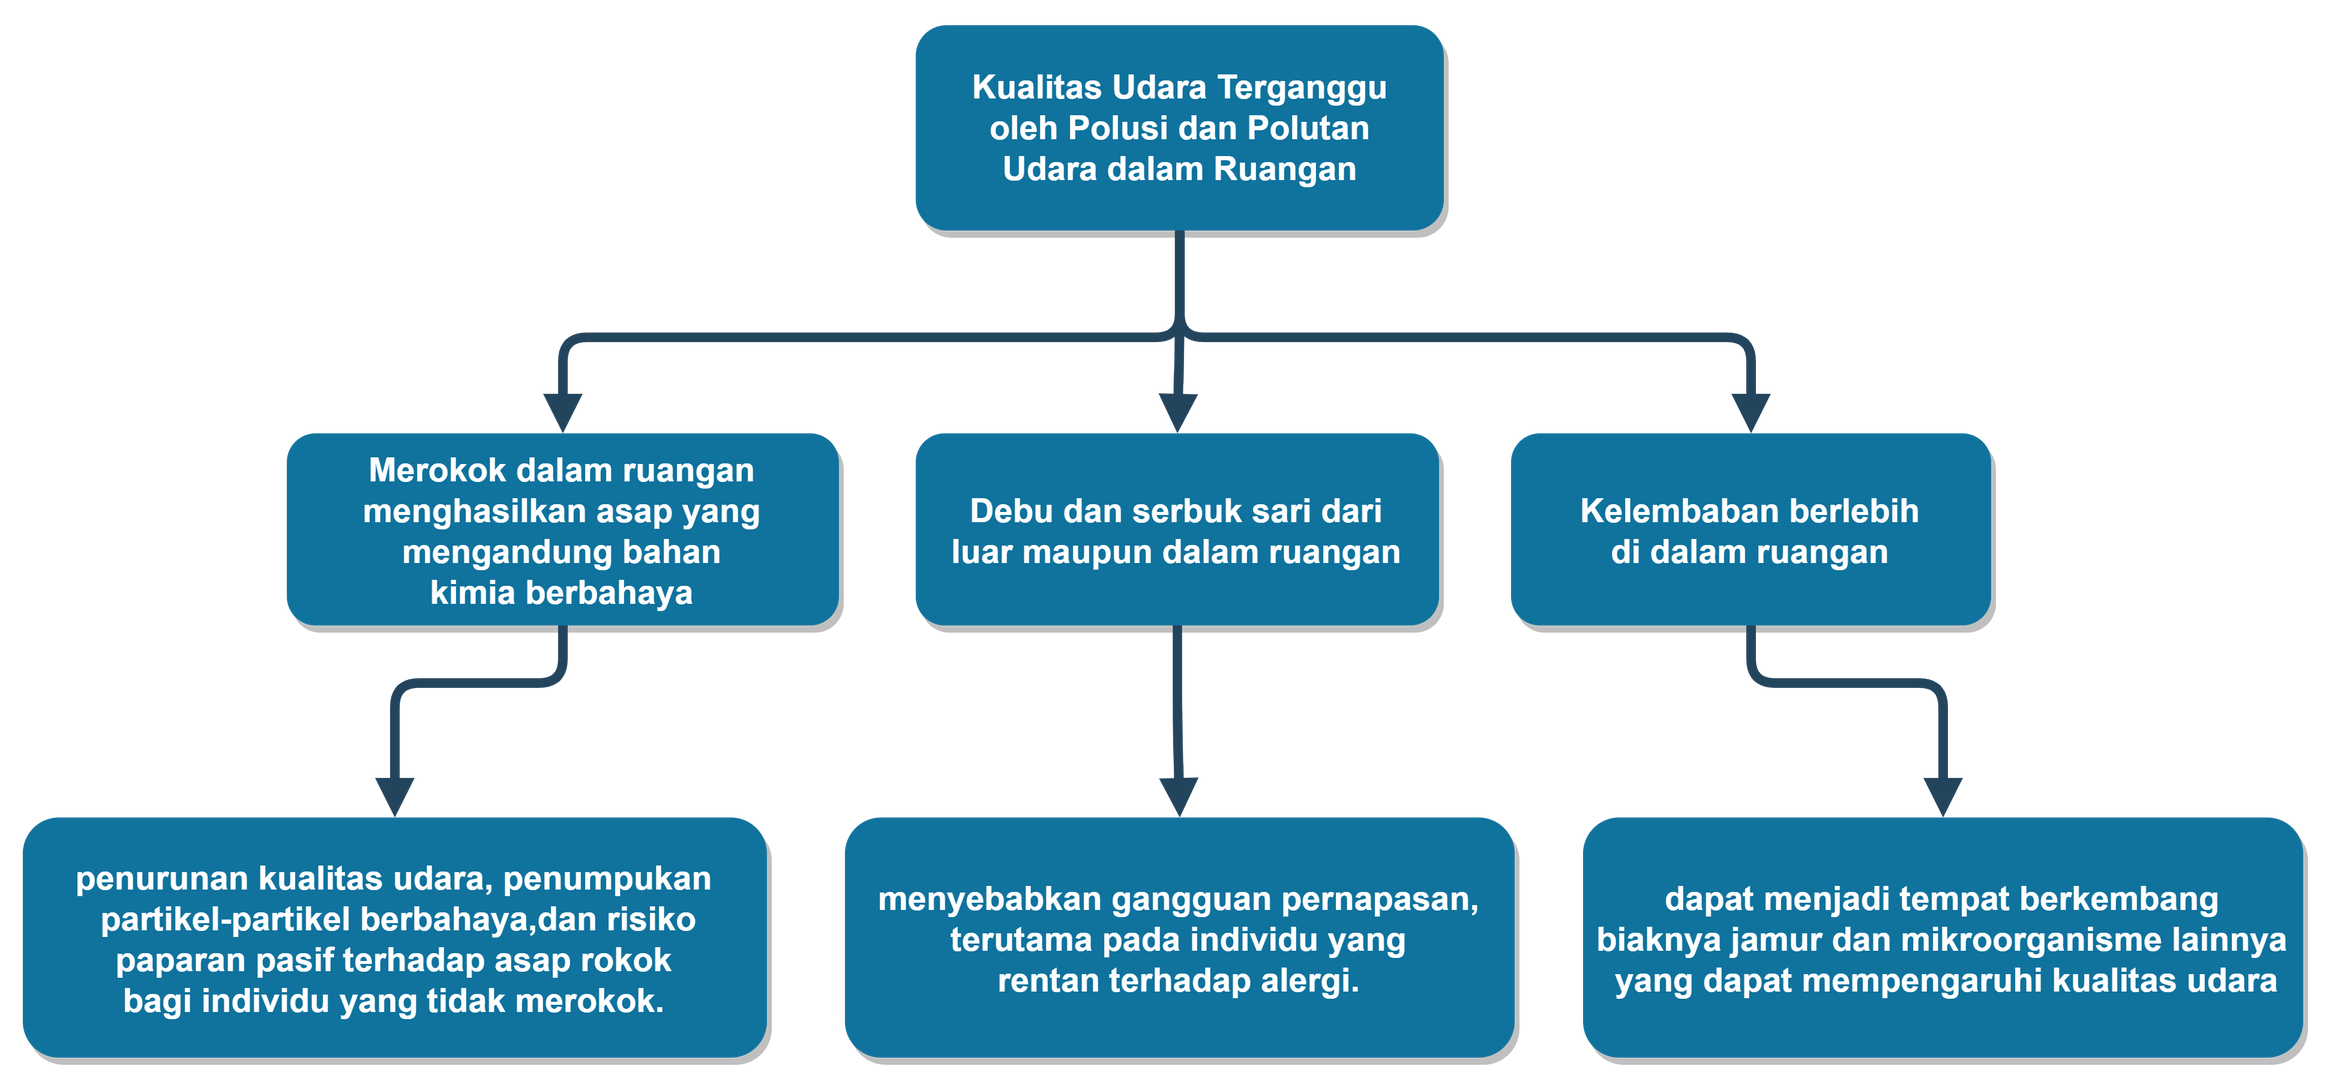 Kualitas Udara Terganggu
oleh Polusi dan Polutan
Udara dalam Ruangan
Merokok dalam ruangan
menghasilkan asap yang
mengandung bahan
kimia berbahaya
Debu dan serbuk sari dari
luar maupun dalam ruangan
Kelembaban berlebih
di dalam ruangan
penurunan kualitas udara, penumpukan
partikel-partikel berbahaya,dan risiko
paparan pasif terhadap asap rokok
bagi individu yang tidak merokok.
menyebabkan gangguan pernapasan,
terutama pada individu yang
rentan terhadap alergi.
dapat menjadi tempat berkembang
biaknya jamur dan mikroorganisme lainnya
yang dapat mempengaruhi kualitas udara